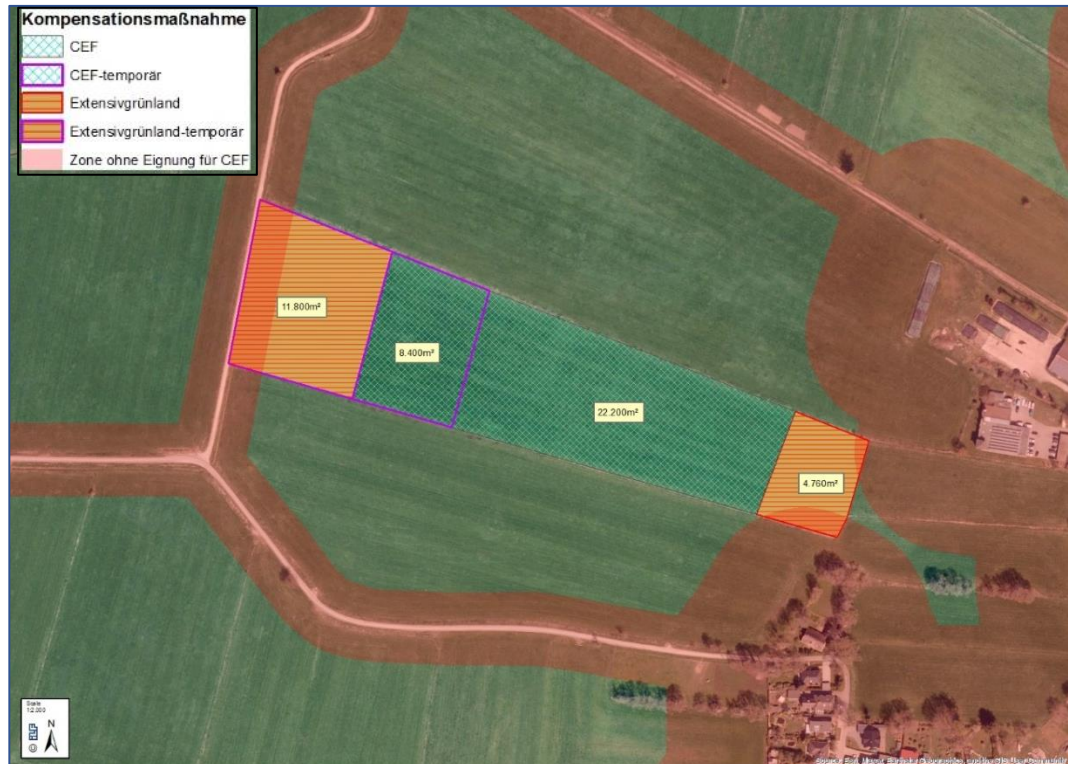 Kompensationsmaßnahme
CEF
CEF-temporär
Extensivgrünland
Extensivgrünland-temporär
Zone ohne Eignung für CEF
11.800m²
8.400m²
22.200m²
4.760m²
Scale
N
©